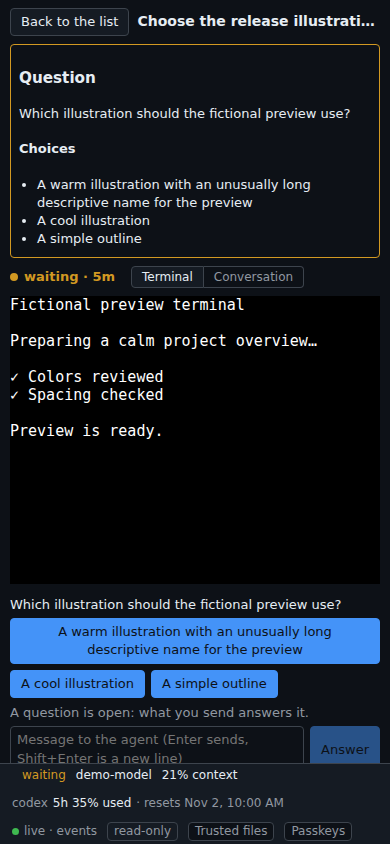 Back to the list Choose the release illustrati…
Question
Which illustration should the fictional preview use?
Choices
• A warm illustration with an unusually long
descriptive name for the preview
• A cool illustration
• A simple outline
waiting · 5m Terminal Conversation
Fictional preview terminal
Preparing a calm project overview…
✓ Colors reviewed
✓ Spacing checked
Preview is ready.
Which illustration should the fictional preview use?
A warm illustration with an unusually long
descriptive name for the preview
A cool illustration A simple outline
A question is open: what you send answers it.
Message to the agent (Enter sends,
Shift+Enter is a new line) Answer
waiting demo-model 21% context
codex 5h 35% used · resets Nov 2, 10:00 AM
live · events read-only Trusted files Passkeys